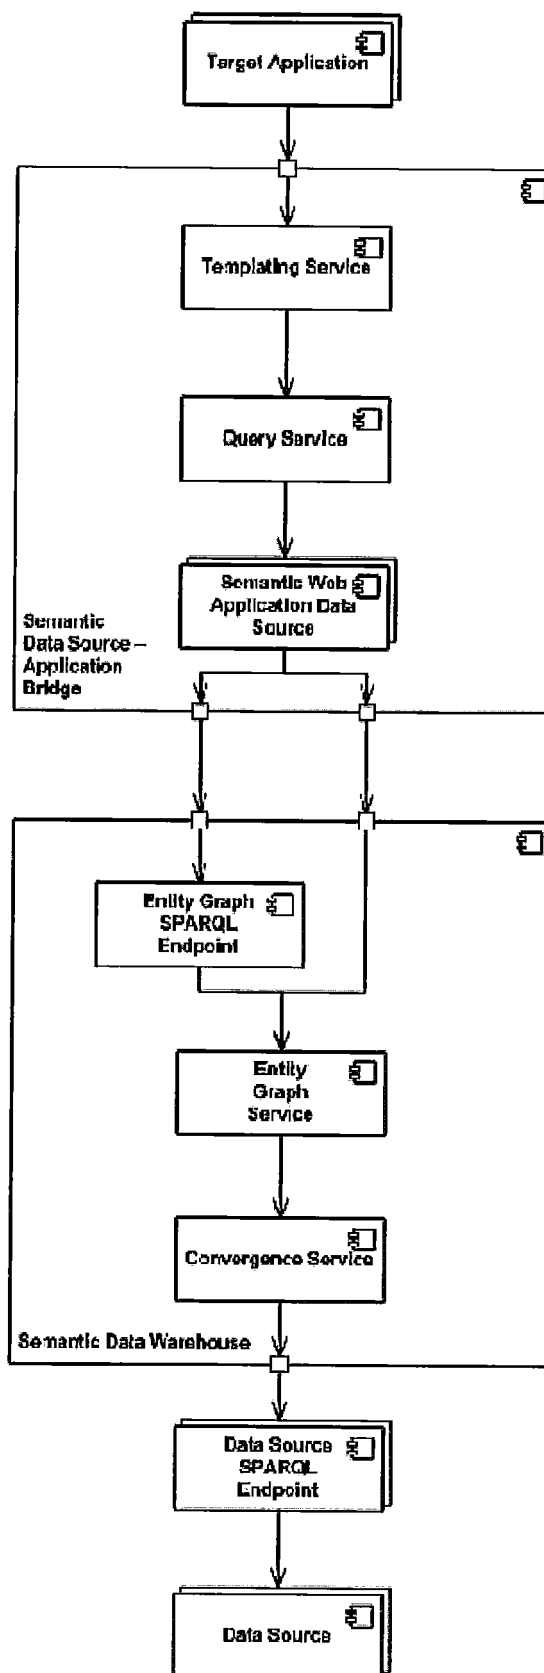 Target Application
Templating Service
Query Service
Semantic Web
Application Data
Source
Semantic
Data Source –
Application
Bridge
Entity Graph
SPARQL
Endpoint
Entity
Graph
Service
Convergence Service
Semantic Data Warehouse
Data Source
SPARQL
Endpoint
Data Source